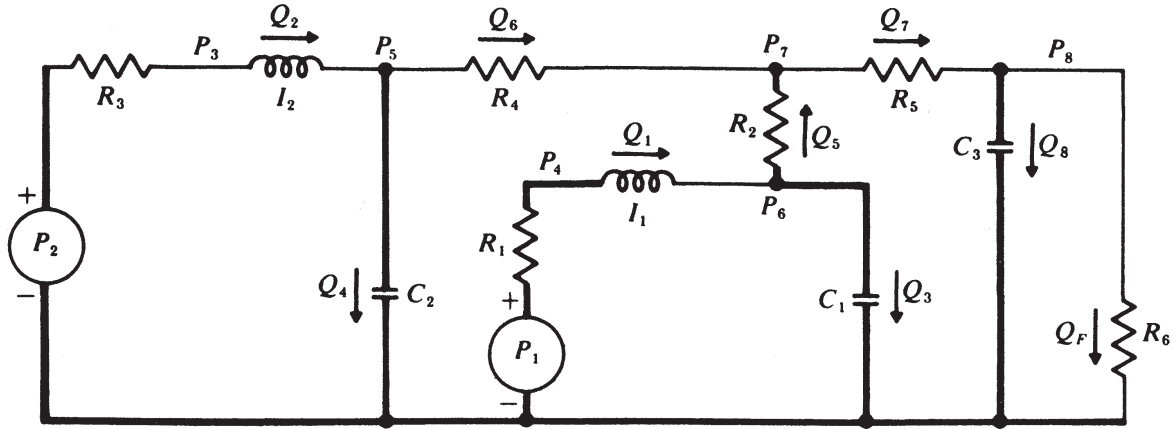 Q₂ Q₆ Q₇
P₃ P₅ P₇ P₈
R₃ I₂ R₄ R₅
R₂ Q₅ C₃ Q₈
Q₁
P₄
I₁ P₆
+
P₂
−
R₁
Q₄ C₂ + C₁ Q₃
P₁
−
Q_F R₆